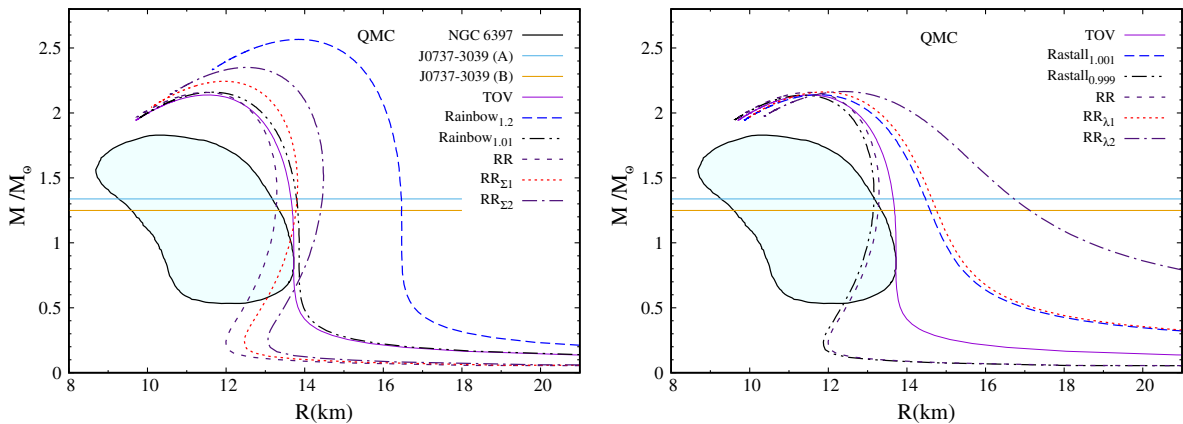 QMC
NGC 6397
J0737-3039 (A)
J0737-3039 (B)
TOV
Rainbow1.2
Rainbow1.01
RR
RRΣ1
RRΣ2
M /M⊙
2.5
2
1.5
1
0.5
0
8 10 12 14 16 18 20
R(km)
QMC
TOV
Rastall1.001
Rastall0.999
RR
RRλ1
RRλ2
M /M⊙
2.5
2
1.5
1
0.5
0
8 10 12 14 16 18 20
R(km)